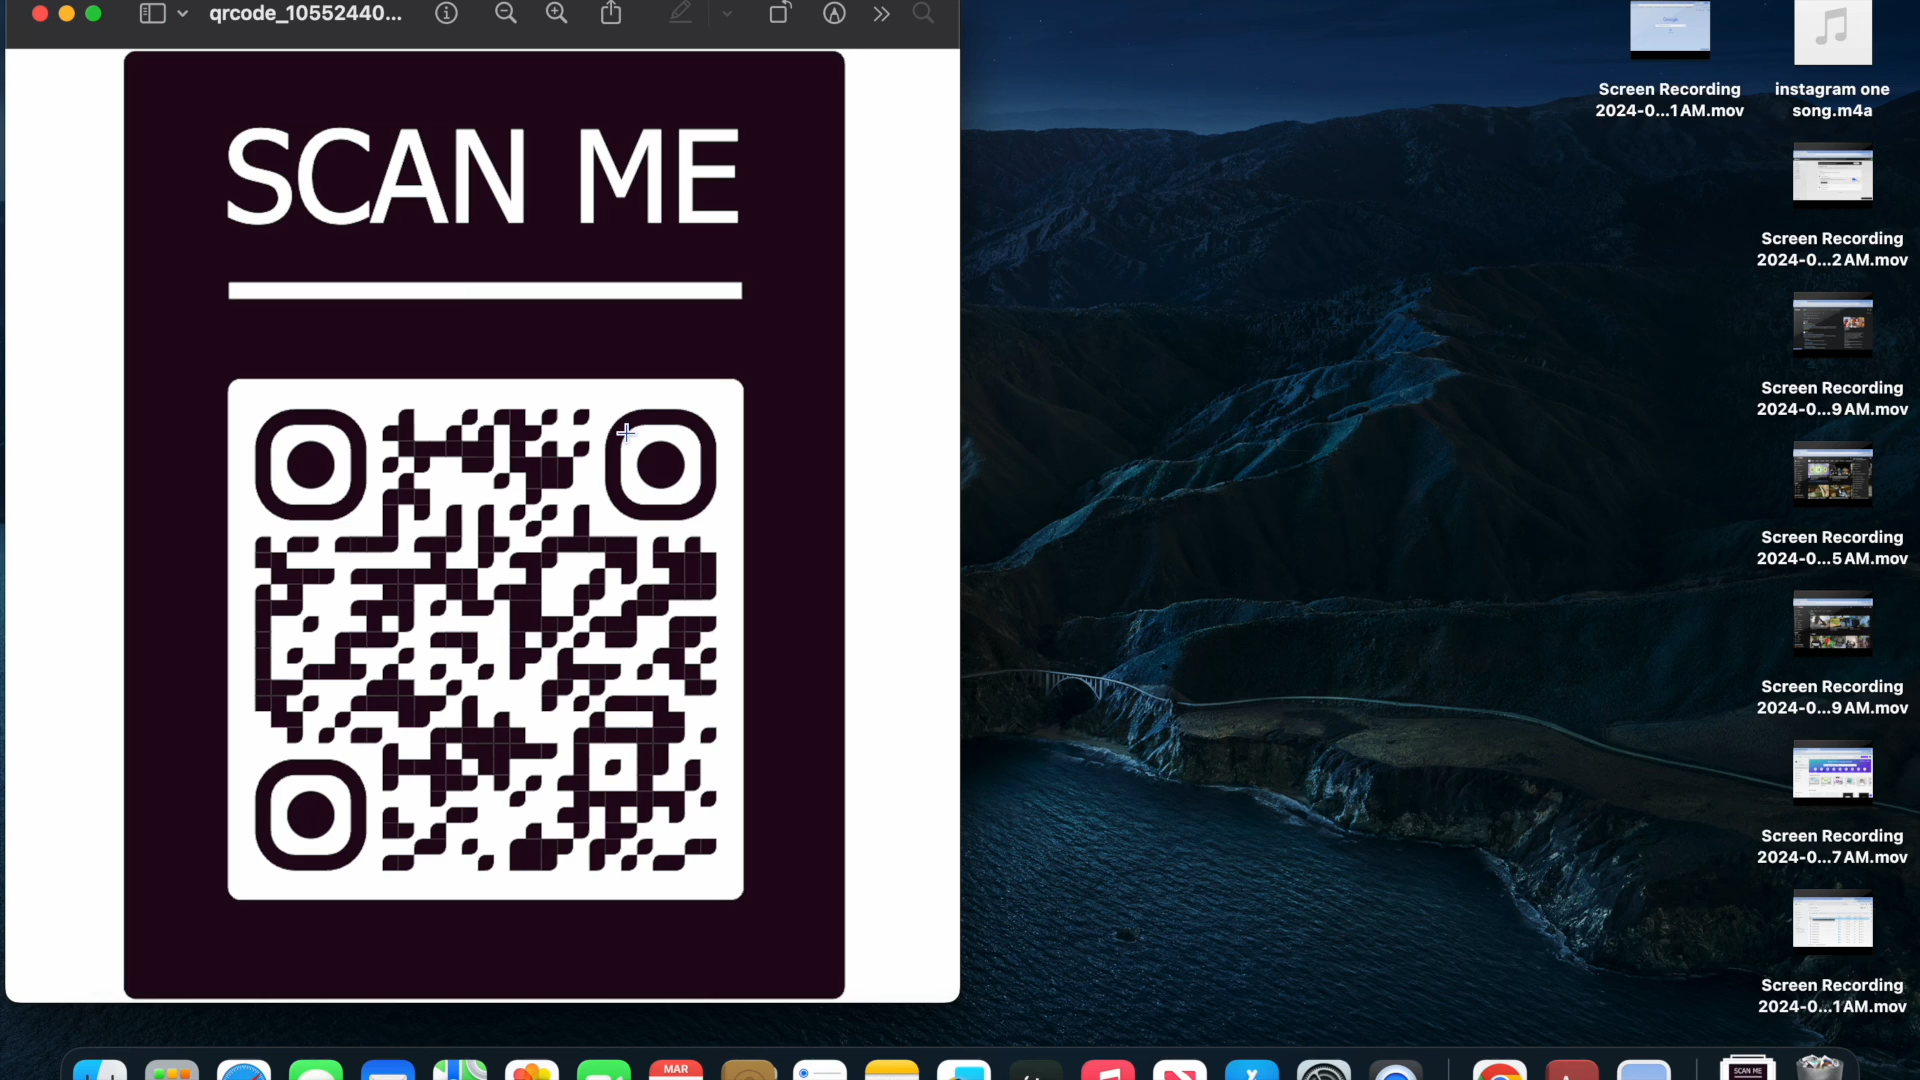 qrcode_10552440...
SCAN ME
Screen Recording
2024-0...1 AM.mov
instagram one
song.m4a
Screen Recording
2024-0...2 AM.mov
Screen Recording
2024-0...9 AM.mov
Screen Recording
2024-0...5 AM.mov
Screen Recording
2024-0...9 AM.mov
Screen Recording
2024-0...7 AM.mov
Screen Recording
2024-0...1 AM.mov
MAR
SCAN ME